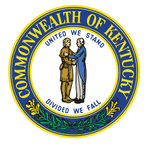 COMMONWEALTH OF KENTUCKY
UNITED WE STAND
DIVIDED WE FALL